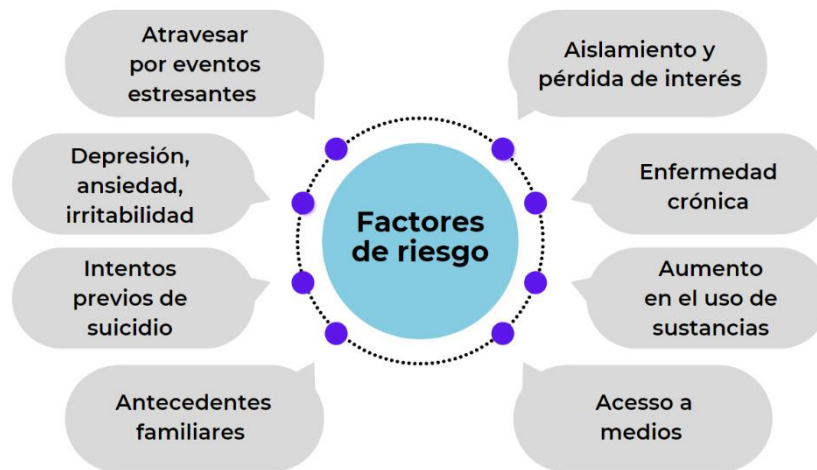 Atravesar
por eventos
estresantes
Aislamiento y
pérdida de interés
Depresión,
ansiedad,
irritabilidad
Enfermedad
crónica
Factores
de riesgo
Intentos
previos de
suicidio
Aumento
en el uso de
sustancias
Antecedentes
familiares
Acesso a
medios